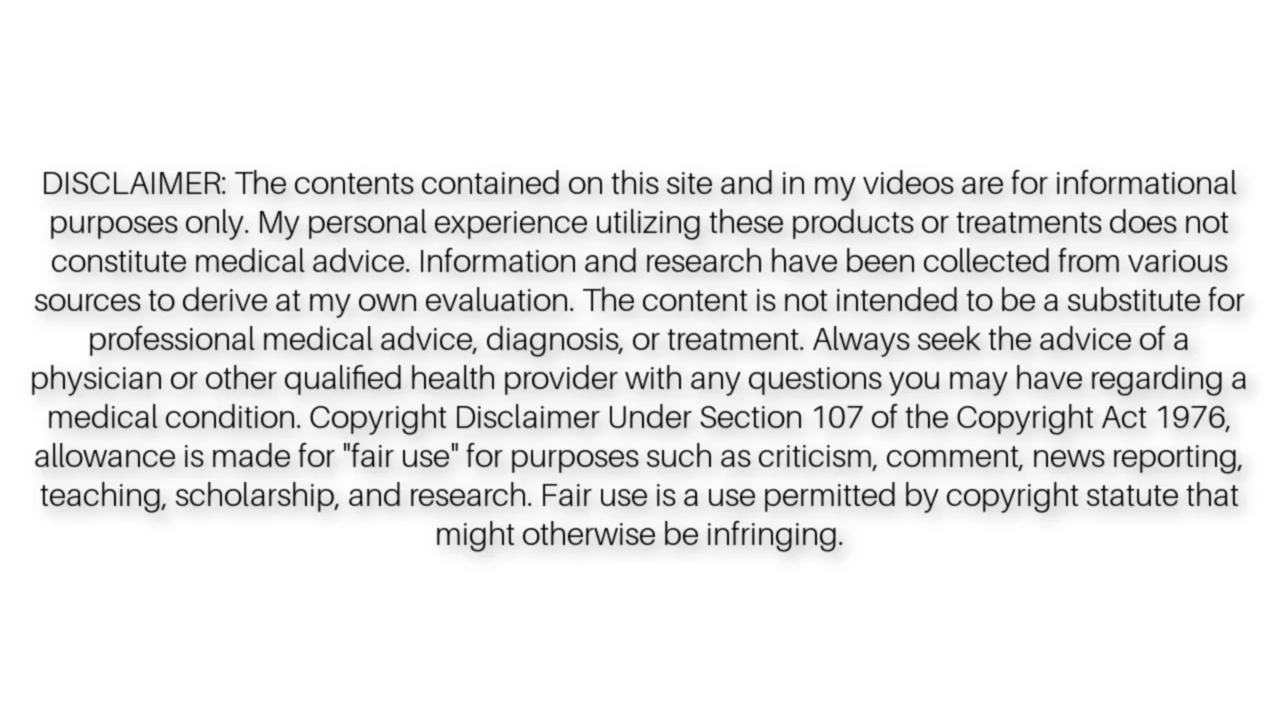 DISCLAIMER: The contents contained on this site and in my videos are for informational
purposes only. My personal experience utilizing these products or treatments does not
constitute medical advice. Information and research have been collected from various
sources to derive at my own evaluation. The content is not intended to be a substitute for
professional medical advice, diagnosis, or treatment. Always seek the advice of a
physician or other qualified health provider with any questions you may have regarding a
medical condition. Copyright Disclaimer Under Section 107 of the Copyright Act 1976,
allowance is made for "fair use" for purposes such as criticism, comment, news reporting,
teaching, scholarship, and research. Fair use is a use permitted by copyright statute that
might otherwise be infringing.